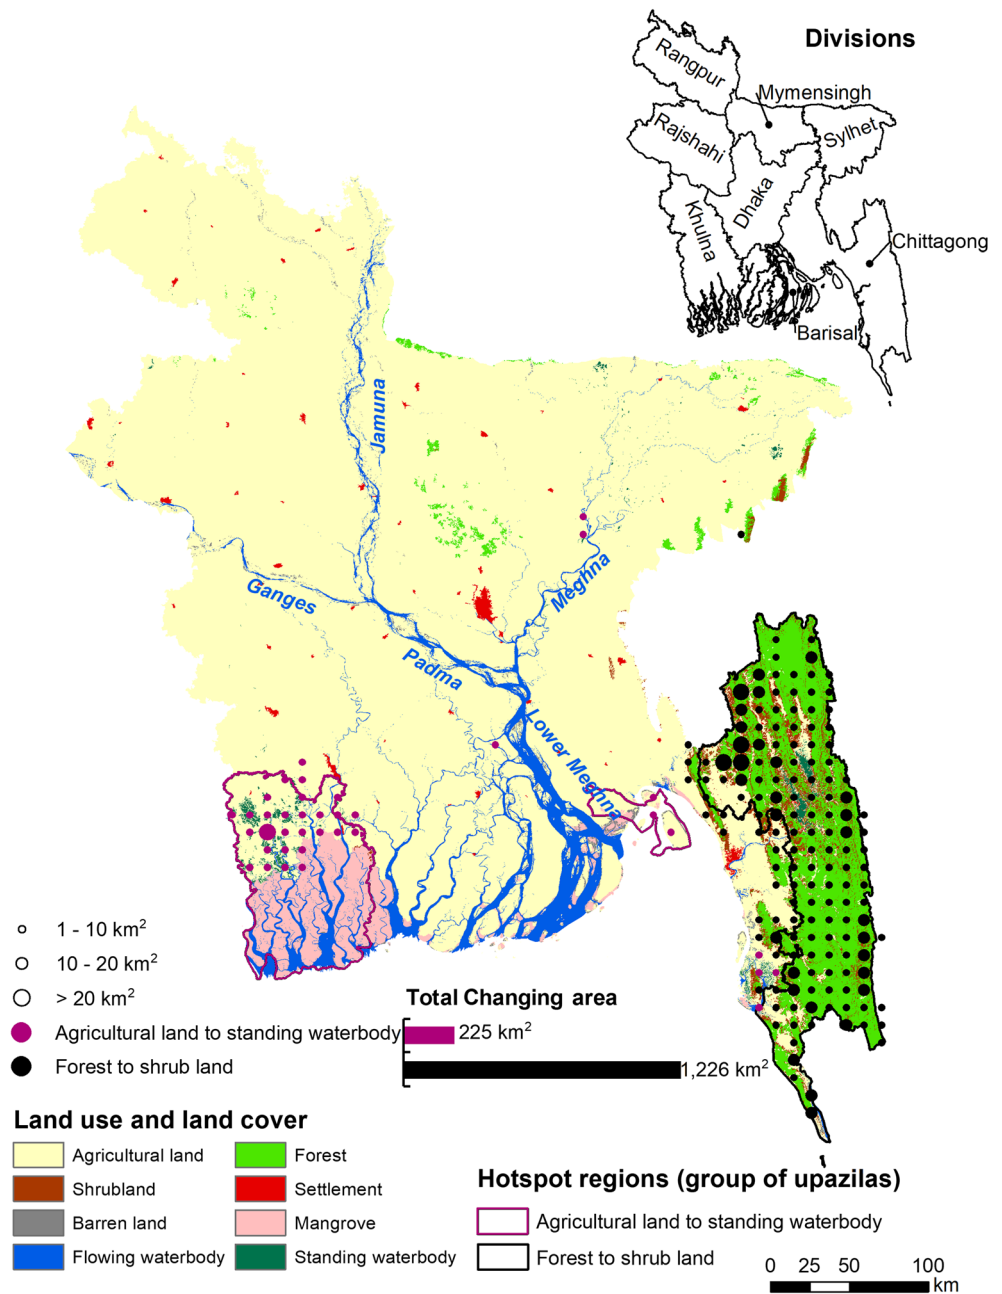 Divisions
Rangpur
Mymensingh
Rajshahi
Sylhet
Dhaka
Khulna
Chittagong
Barisal
Jamuna
Ganges
Meghna
Padma
Lower Meghna
1 - 10 km²
10 - 20 km²
> 20 km²
Agricultural land to standing waterbody
Forest to shrub land
Total Changing area
225 km²
1,226 km²
Land use and land cover
Agricultural land
Forest
Shrubland
Settlement
Barren land
Mangrove
Flowing waterbody
Standing waterbody
Hotspot regions (group of upazilas)
Agricultural land to standing waterbody
Forest to shrub land
0 25 50 100
km